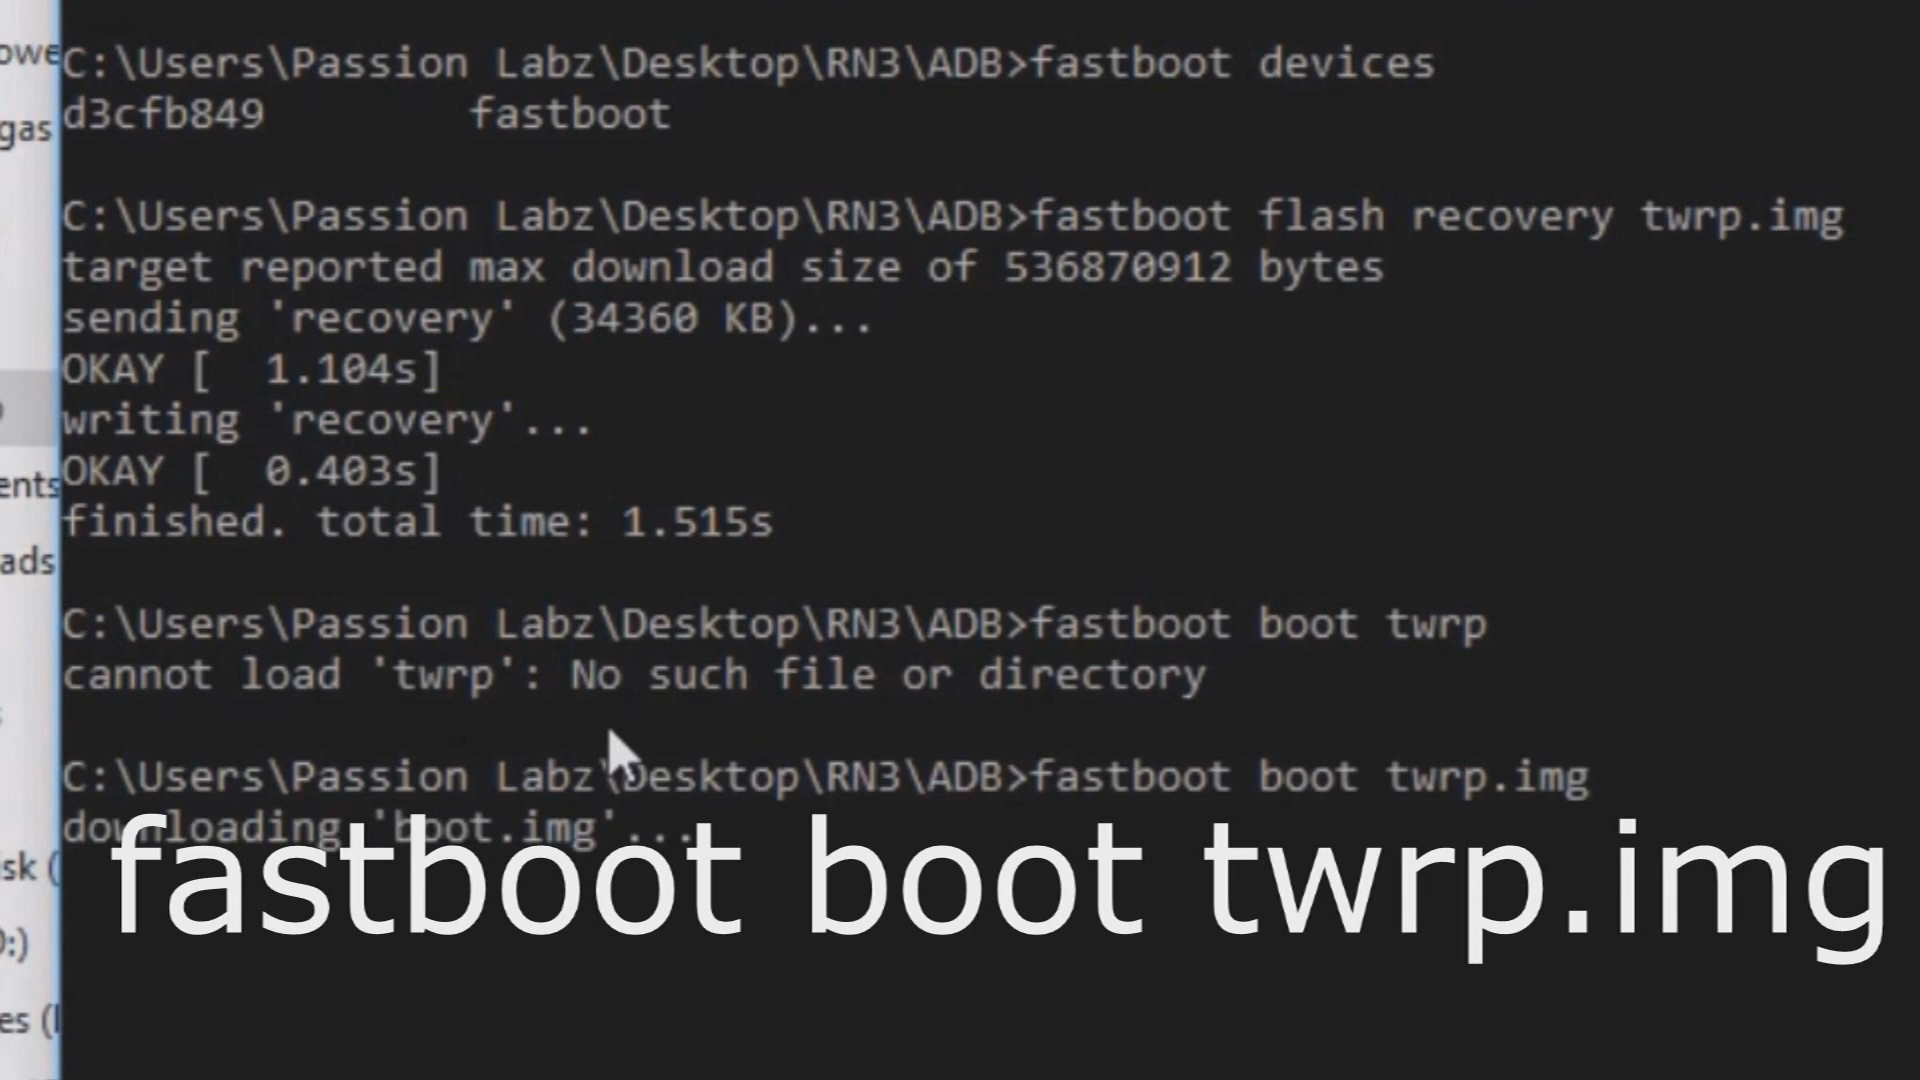 C:\Users\Passion Labz\Desktop\RN3\ADB>fastboot devices
d3cfb849 fastboot
C:\Users\Passion Labz\Desktop\RN3\ADB>fastboot flash recovery twrp.img
target reported max download size of 536870912 bytes
sending 'recovery' (34360 KB)...
OKAY [ 1.104s]
writing 'recovery'...
OKAY [ 0.403s]
finished. total time: 1.515s
C:\Users\Passion Labz\Desktop\RN3\ADB>fastboot boot twrp
cannot load 'twrp': No such file or directory
C:\Users\Passion Labz\Desktop\RN3\ADB>fastboot boot twrp.img
downloading 'boot.img'...
fastboot boot twrp.img